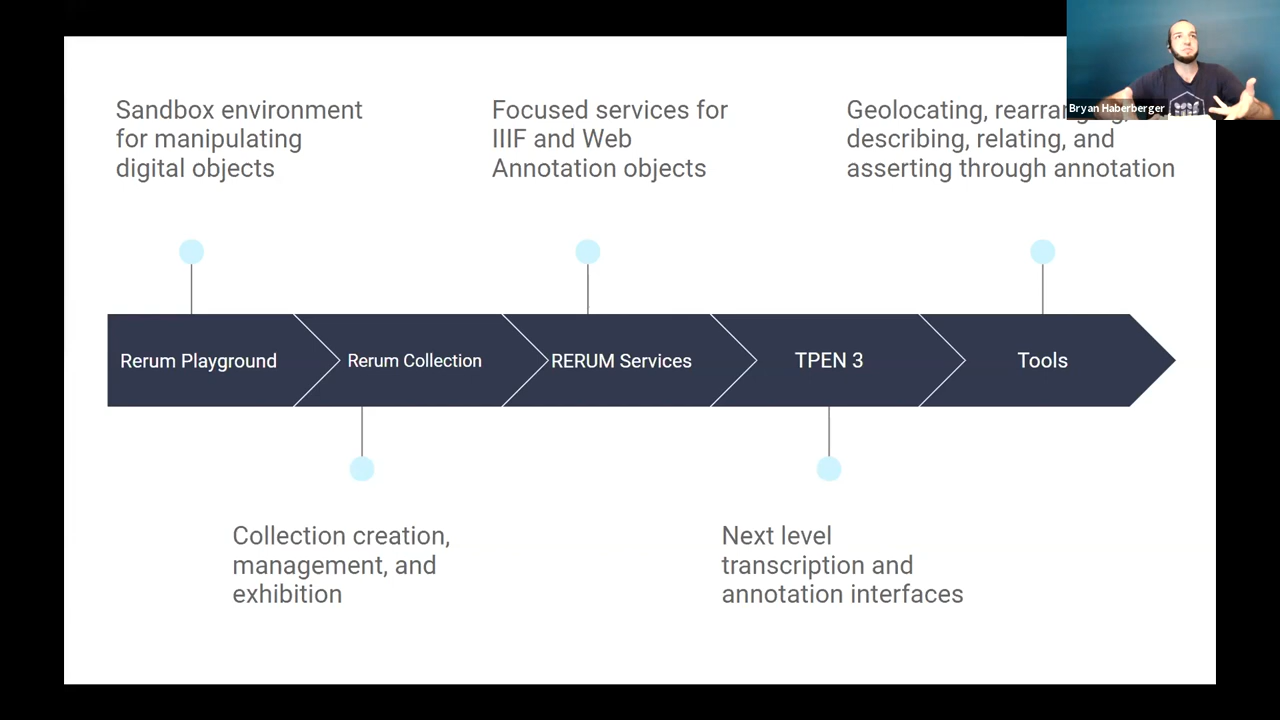 Sandbox environment
for manipulating
digital objects
Focused services for
IIIF and Web
Annotation objects
Geolocating, rearranging,
describing, relating, and
asserting through annotation
Bryan Haberberger
Rerum Playground
Rerum Collection
RERUM Services
TPEN 3
Tools
Collection creation,
management, and
exhibition
Next level
transcription and
annotation interfaces